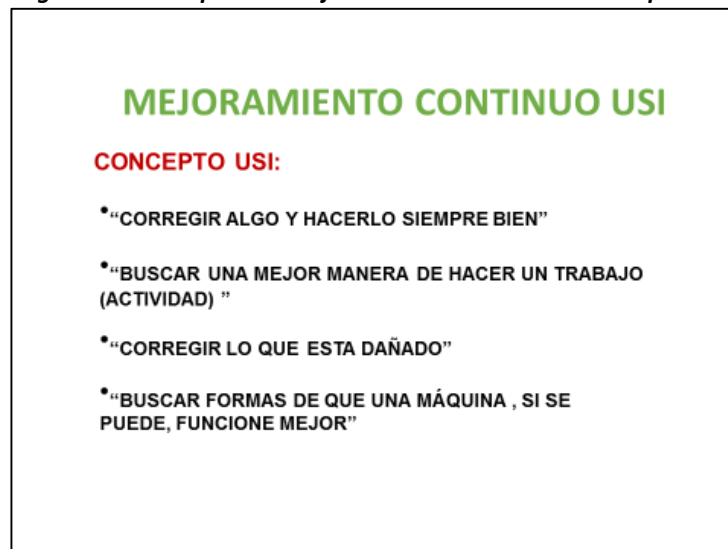 MEJORAMIENTO CONTINUO USI
CONCEPTO USI:
•“CORREGIR ALGO Y HACERLO SIEMPRE BIEN”
•“BUSCAR UNA MEJOR MANERA DE HACER UN TRABAJO
(ACTIVIDAD) ”
•“CORREGIR LO QUE ESTA DAÑADO”
•“BUSCAR FORMAS DE QUE UNA MÁQUINA , SI SE
PUEDE, FUNCIONE MEJOR”